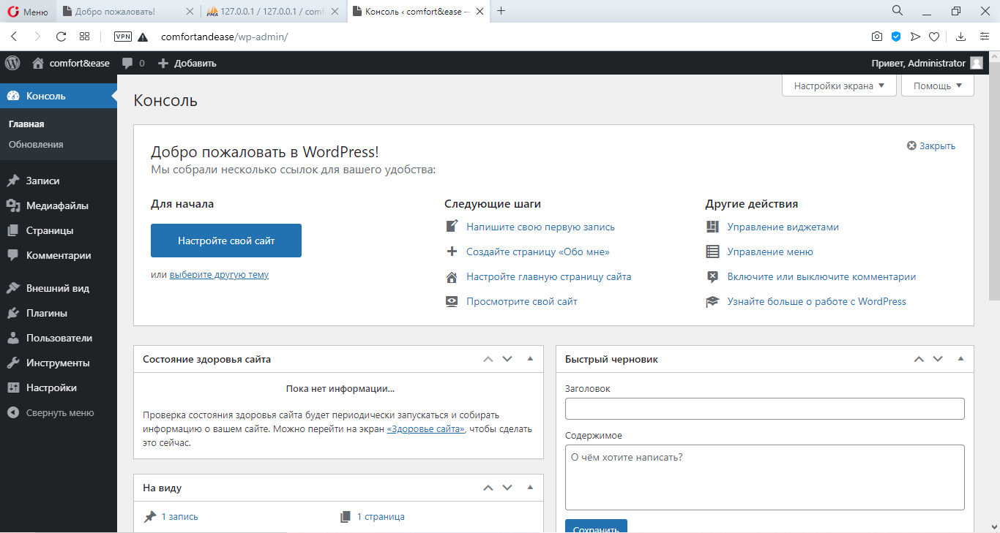 Меню
Добро пожаловать!
127.0.0.1 / 127.0.0.1 / comf
Консоль ‹ comfort&ease —
VPN
comfortandease/wp-admin/
comfort&ease
0
Добавить
Привет, Administrator
Консоль
Главная
Обновления
Записи
Медиафайлы
Страницы
Комментарии
Внешний вид
Плагины
Пользователи
Инструменты
Настройки
Свернуть меню
Настройки экрана
Помощь
Консоль
Добро пожаловать в WordPress!
Мы собрали несколько ссылок для вашего удобства:
Закрыть
Для начала
Настройте свой сайт
или выберите другую тему
Следующие шаги
Напишите свою первую запись
Создайте страницу «Обо мне»
Настройте главную страницу сайта
Просмотрите свой сайт
Другие действия
Управление виджетами
Управление меню
Включите или выключите комментарии
Узнайте больше о работе с WordPress
Состояние здоровья сайта
Пока нет информации...
Проверка состояния здоровья сайта будет периодически запускаться и собирать
информацию о вашем сайте. Можно перейти на экран «Здоровье сайта», чтобы сделать
это сейчас.
На виду
1 запись
1 страница
Быстрый черновик
Заголовок
Содержимое
О чём хотите написать?
Сохранить